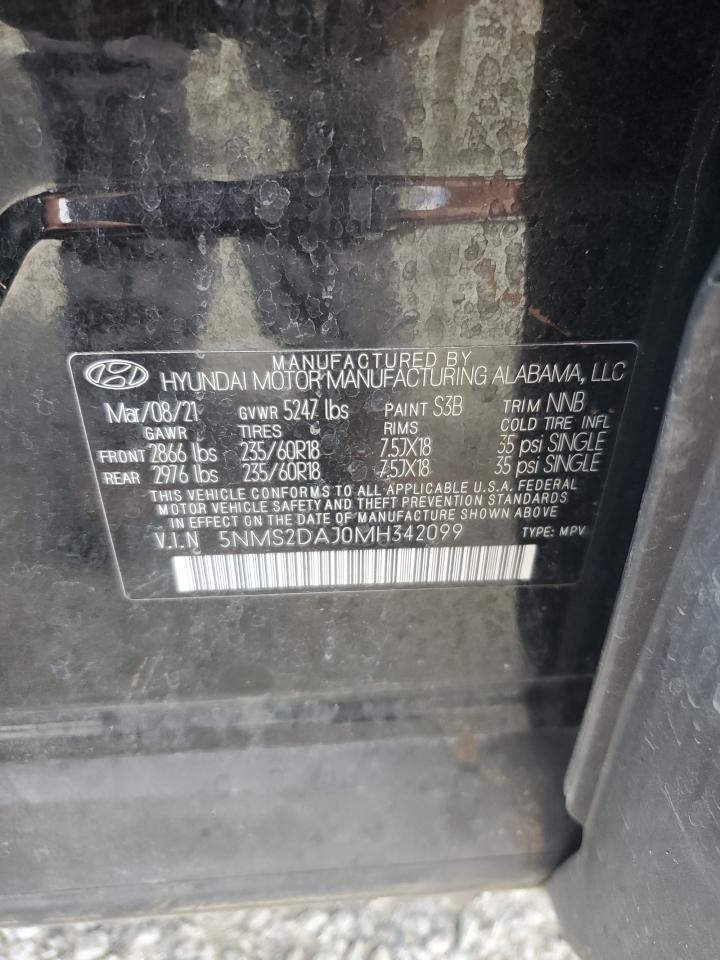 MANUFACTURED BY
HYUNDAI MOTOR MANUFACTURING ALABAMA, LLC
Mar/08/21 GVWR 5247 lbs PAINT S3B TRIM NNB
GAWR TIRES RIMS COLD TIRE INFL
FRONT 2866 lbs 235/60R18 7.5JX18 35 psi SINGLE
REAR 2976 lbs 235/60R18 7.5JX18 35 psi SINGLE
THIS VEHICLE CONFORMS TO ALL APPLICABLE U.S.A. FEDERAL
MOTOR VEHICLE SAFETY AND THEFT PREVENTION STANDARDS
IN EFFECT ON THE DATE OF MANUFACTURE SHOWN ABOVE
V.I.N 5NMS2DAJ0MH342099 TYPE: MPV